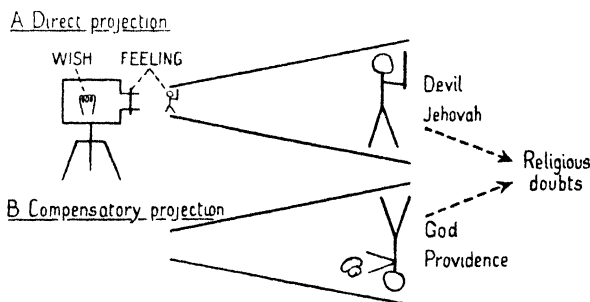 A Direct projection
WISH FEELING
Devil
Jehovah
Religious
doubts
B Compensatory projection
God
Providence